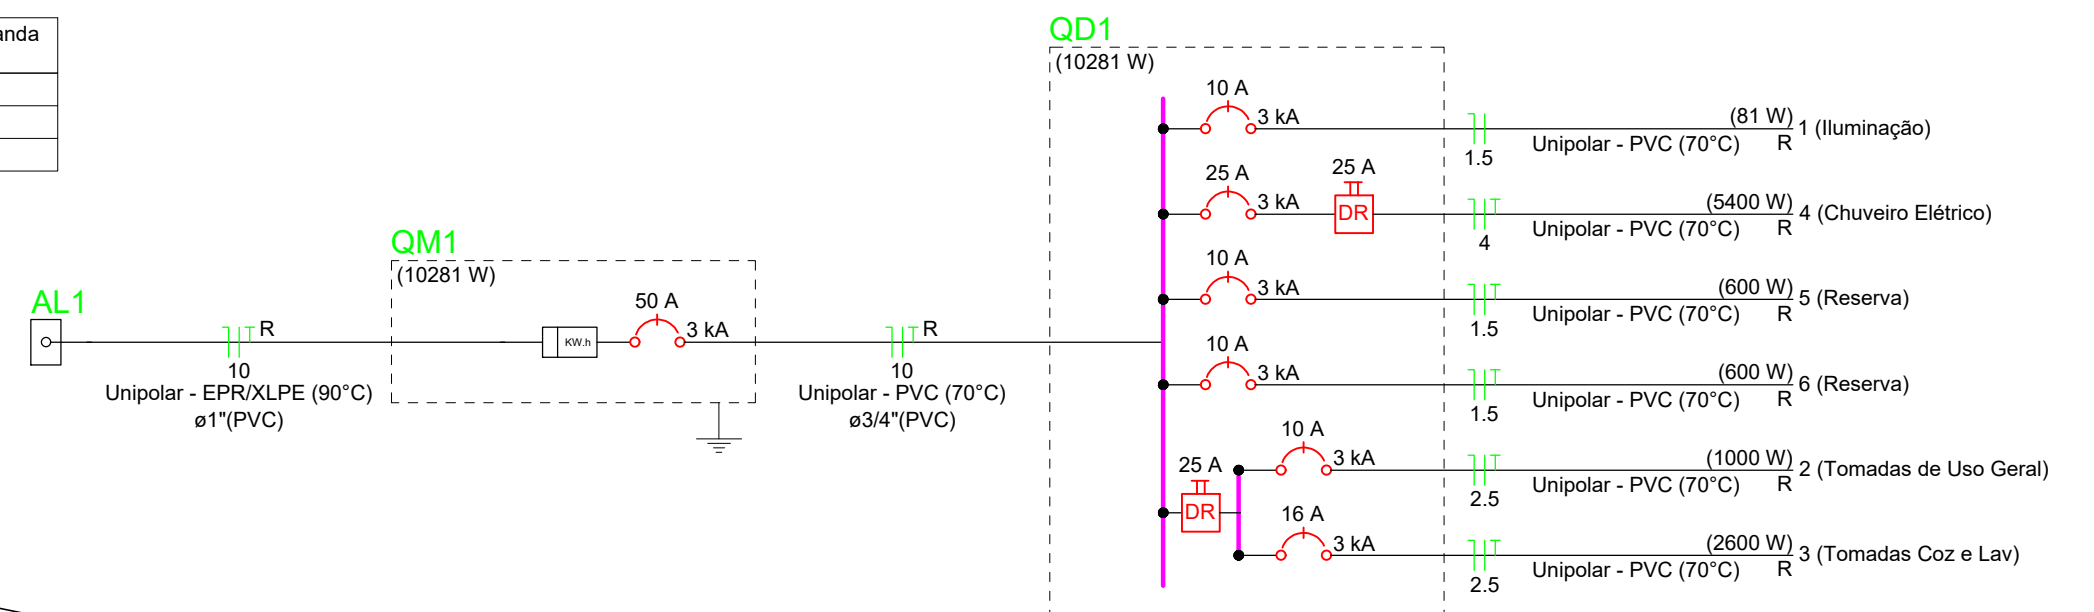 anda
AL1
R
10
Unipolar - EPR/XLPE (90°C)
ø1"(PVC)
QM1
(10281 W)
KW.h
50 A
3 kA
R
10
Unipolar - PVC (70°C)
ø3/4"(PVC)
QD1
(10281 W)
10 A
3 kA
1.5
(81 W)
Unipolar - PVC (70°C)
R
1 (Iluminação)
25 A
3 kA
25 A
DR
4
(5400 W)
Unipolar - PVC (70°C)
R
4 (Chuveiro Elétrico)
10 A
3 kA
1.5
(600 W)
Unipolar - PVC (70°C)
R
5 (Reserva)
10 A
3 kA
1.5
(600 W)
Unipolar - PVC (70°C)
R
6 (Reserva)
25 A
DR
10 A
3 kA
2.5
(1000 W)
Unipolar - PVC (70°C)
R
2 (Tomadas de Uso Geral)
16 A
3 kA
2.5
(2600 W)
Unipolar - PVC (70°C)
R
3 (Tomadas Coz e Lav)